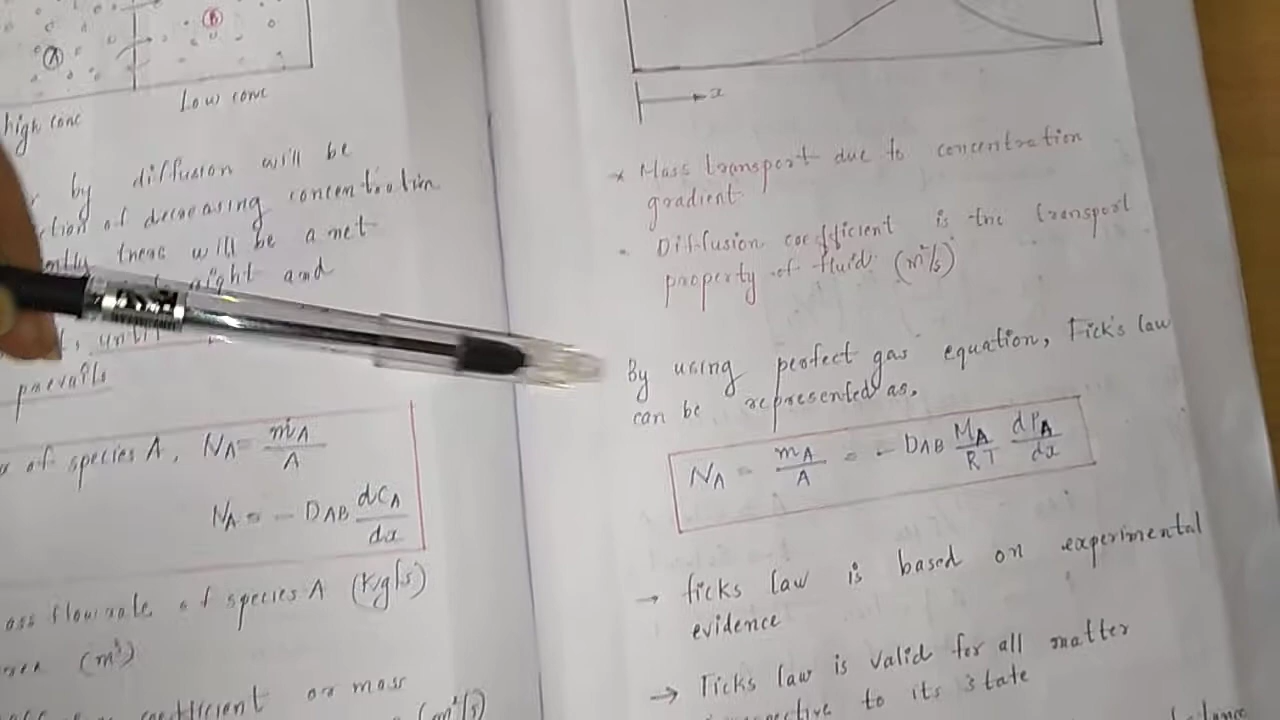 A
B
high conc
Low conc
by diffusion will be
of decreasing concentration
there will be a net
right and
prevails
of species A, NA = ṁA/A
NA = - DAB dCA/dx
flow rate of species A (Kg/s)
coefficient or mass
(m²/s)
x
* Mass transport due to concentration
gradient
- Diffusion coefficient is the transport
property of fluid (m²/s)
By using perfect gas equation, Fick's law
can be represented as,
NA = mA/A = - DAB MA/RT dPA/dx
→ ficks law is based on experimental
evidence
→ Ficks law is valid for all matter
to its state